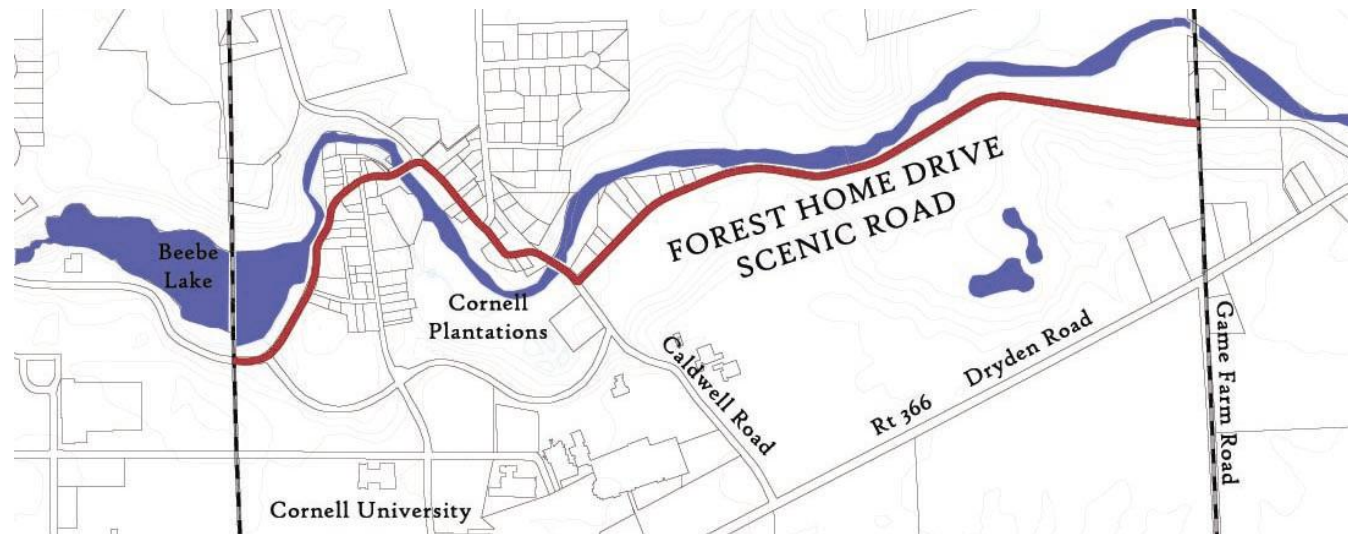 FOREST HOME DRIVE
SCENIC ROAD
Beebe
Lake
Cornell
Plantations
Caldwell Road
Rt 366 Dryden Road
Game Farm Road
Cornell University